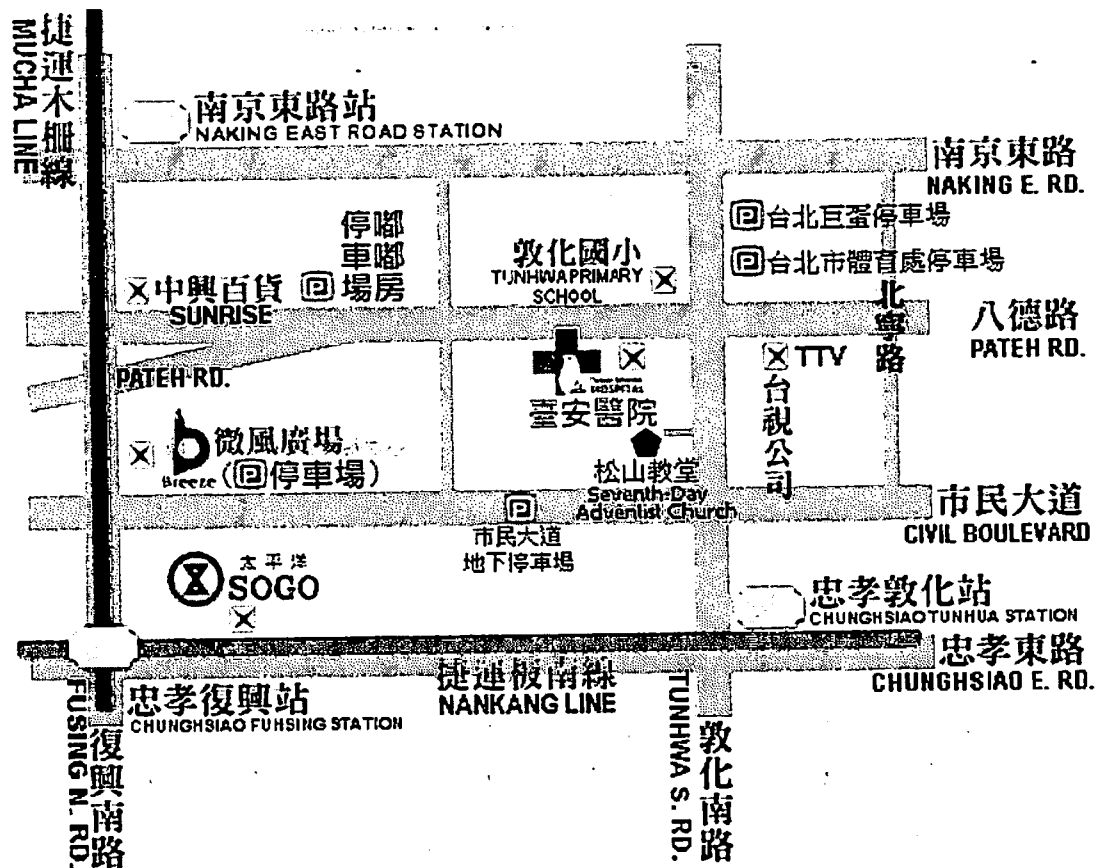 捷運木柵線
MUCHA LINE
南京東路站
NAKING EAST ROAD STATION
南京東路
NAKING E. RD.
停嘟
車嘟
P場房
敦化國小
TUNHWA PRIMARY
SCHOOL
P台北巨蛋停車場
P台北市體育處停車場
中興百貨
SUNRISE
北寧路
八德路
PATEH RD.
PATEH RD.
TTV
台視公司
HOSPITAL
臺安醫院
微風廣場
Breeze (P停車場)
松山教堂
Seventh-Day
Adventist Church
市民大道
CIVIL BOULEVARD
P
市民大道
地下停車場
太平洋
SOGO
忠孝敦化站
CHUNGHSIAO TUNHUA STATION
忠孝東路
CHUNGHSIAO E. RD.
捷運板南線
NANKANG LINE
忠孝復興站
CHUNGHSIAO FUHSING STATION
FUSING N. RD.
復興南路
TUNHWA S. RD.
敦化南路